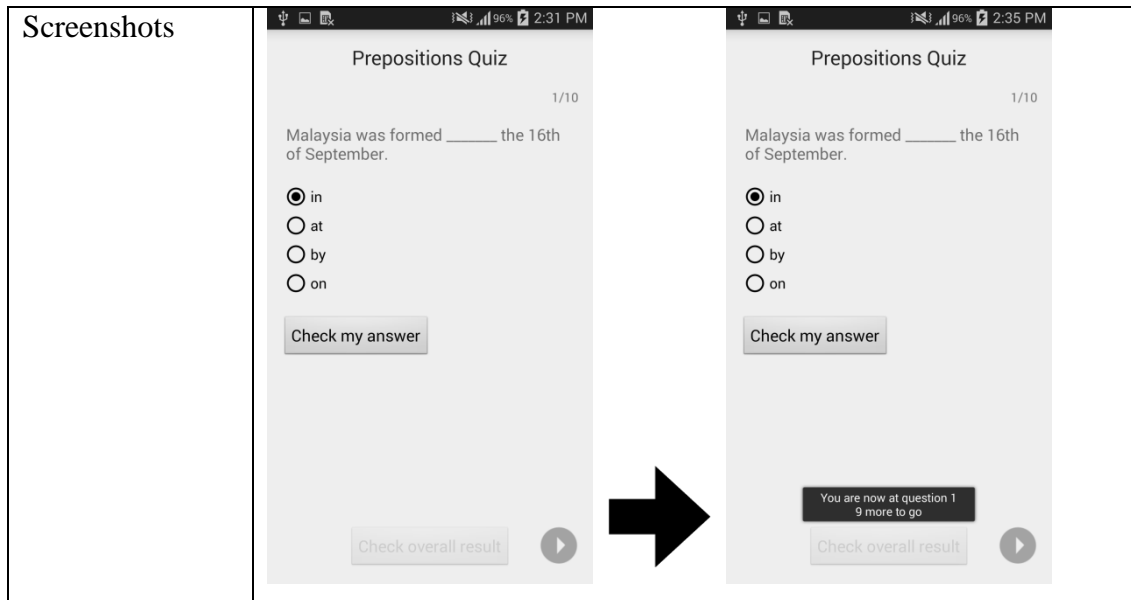 Screenshots
96% 2:31 PM
Prepositions Quiz
1/10
Malaysia was formed ______ the 16th
of September.
in
at
by
on
Check my answer
Check overall result
96% 2:35 PM
Prepositions Quiz
1/10
Malaysia was formed ______ the 16th
of September.
in
at
by
on
Check my answer
You are now at question 1
9 more to go
Check overall result